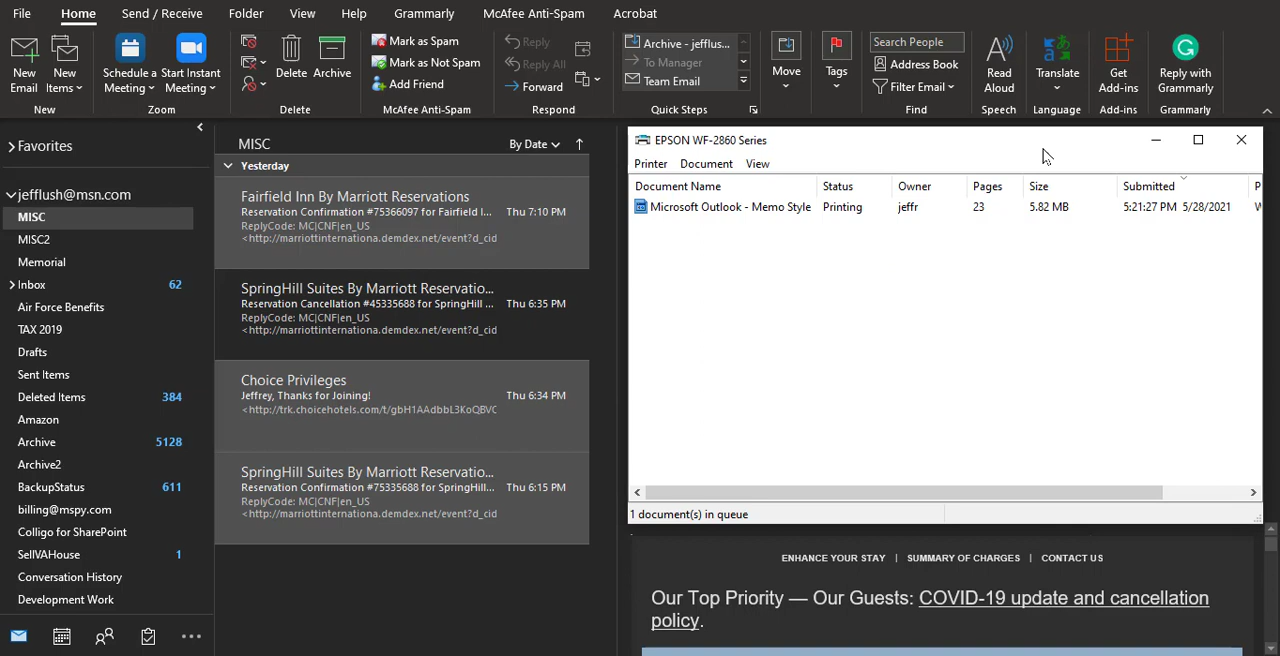 File Home Send / Receive Folder View Help Grammarly McAfee Anti-Spam Acrobat
New Email
New Items
New
Schedule a Meeting
Start Instant Meeting
Zoom
Delete
Archive
Delete
Mark as Spam
Mark as Not Spam
Add Friend
McAfee Anti-Spam
Reply
Reply All
Forward
Respond
Archive - jefflus...
To Manager
Team Email
Quick Steps
Move
Tags
Search People
Address Book
Filter Email
Find
Read Aloud
Speech
Translate
Language
Get Add-ins
Add-ins
Reply with Grammarly
Grammarly
Favorites
jefflush@msn.com
MISC
MISC2
Memorial
Inbox 62
Air Force Benefits
TAX 2019
Drafts
Sent Items
Deleted Items 384
Amazon
Archive 5128
Archive2
BackupStatus 611
billing@mspy.com
Colligo for SharePoint
SellVAHouse 1
Conversation History
Development Work
MISC By Date
Yesterday
Fairfield Inn By Marriott Reservations
Reservation Confirmation #75366097 for Fairfield I... Thu 7:10 PM
ReplyCode: MC|CNF|en_US
<http://marriottinternationa.demdex.net/event?d_cid
SpringHill Suites By Marriott Reservatio...
Reservation Cancellation #45335688 for SpringHill ... Thu 6:35 PM
ReplyCode: MC|CNF|en_US
<http://marriottinternationa.demdex.net/event?d_cid
Choice Privileges
Jeffrey, Thanks for Joining! Thu 6:34 PM
<http://trk.choicehotels.com/t/gbH1AAdbbL3KoQBVC
SpringHill Suites By Marriott Reservatio...
Reservation Confirmation #75335688 for SpringHill... Thu 6:15 PM
ReplyCode: MC|CNF|en_US
<http://marriottinternationa.demdex.net/event?d_cid
EPSON WF-2860 Series
Printer Document View
Document Name Status Owner Pages Size Submitted P
Microsoft Outlook - Memo Style Printing jeffr 23 5.82 MB 5:21:27 PM 5/28/2021
1 document(s) in queue
ENHANCE YOUR STAY | SUMMARY OF CHARGES | CONTACT US
Our Top Priority — Our Guests: COVID-19 update and cancellation
policy.